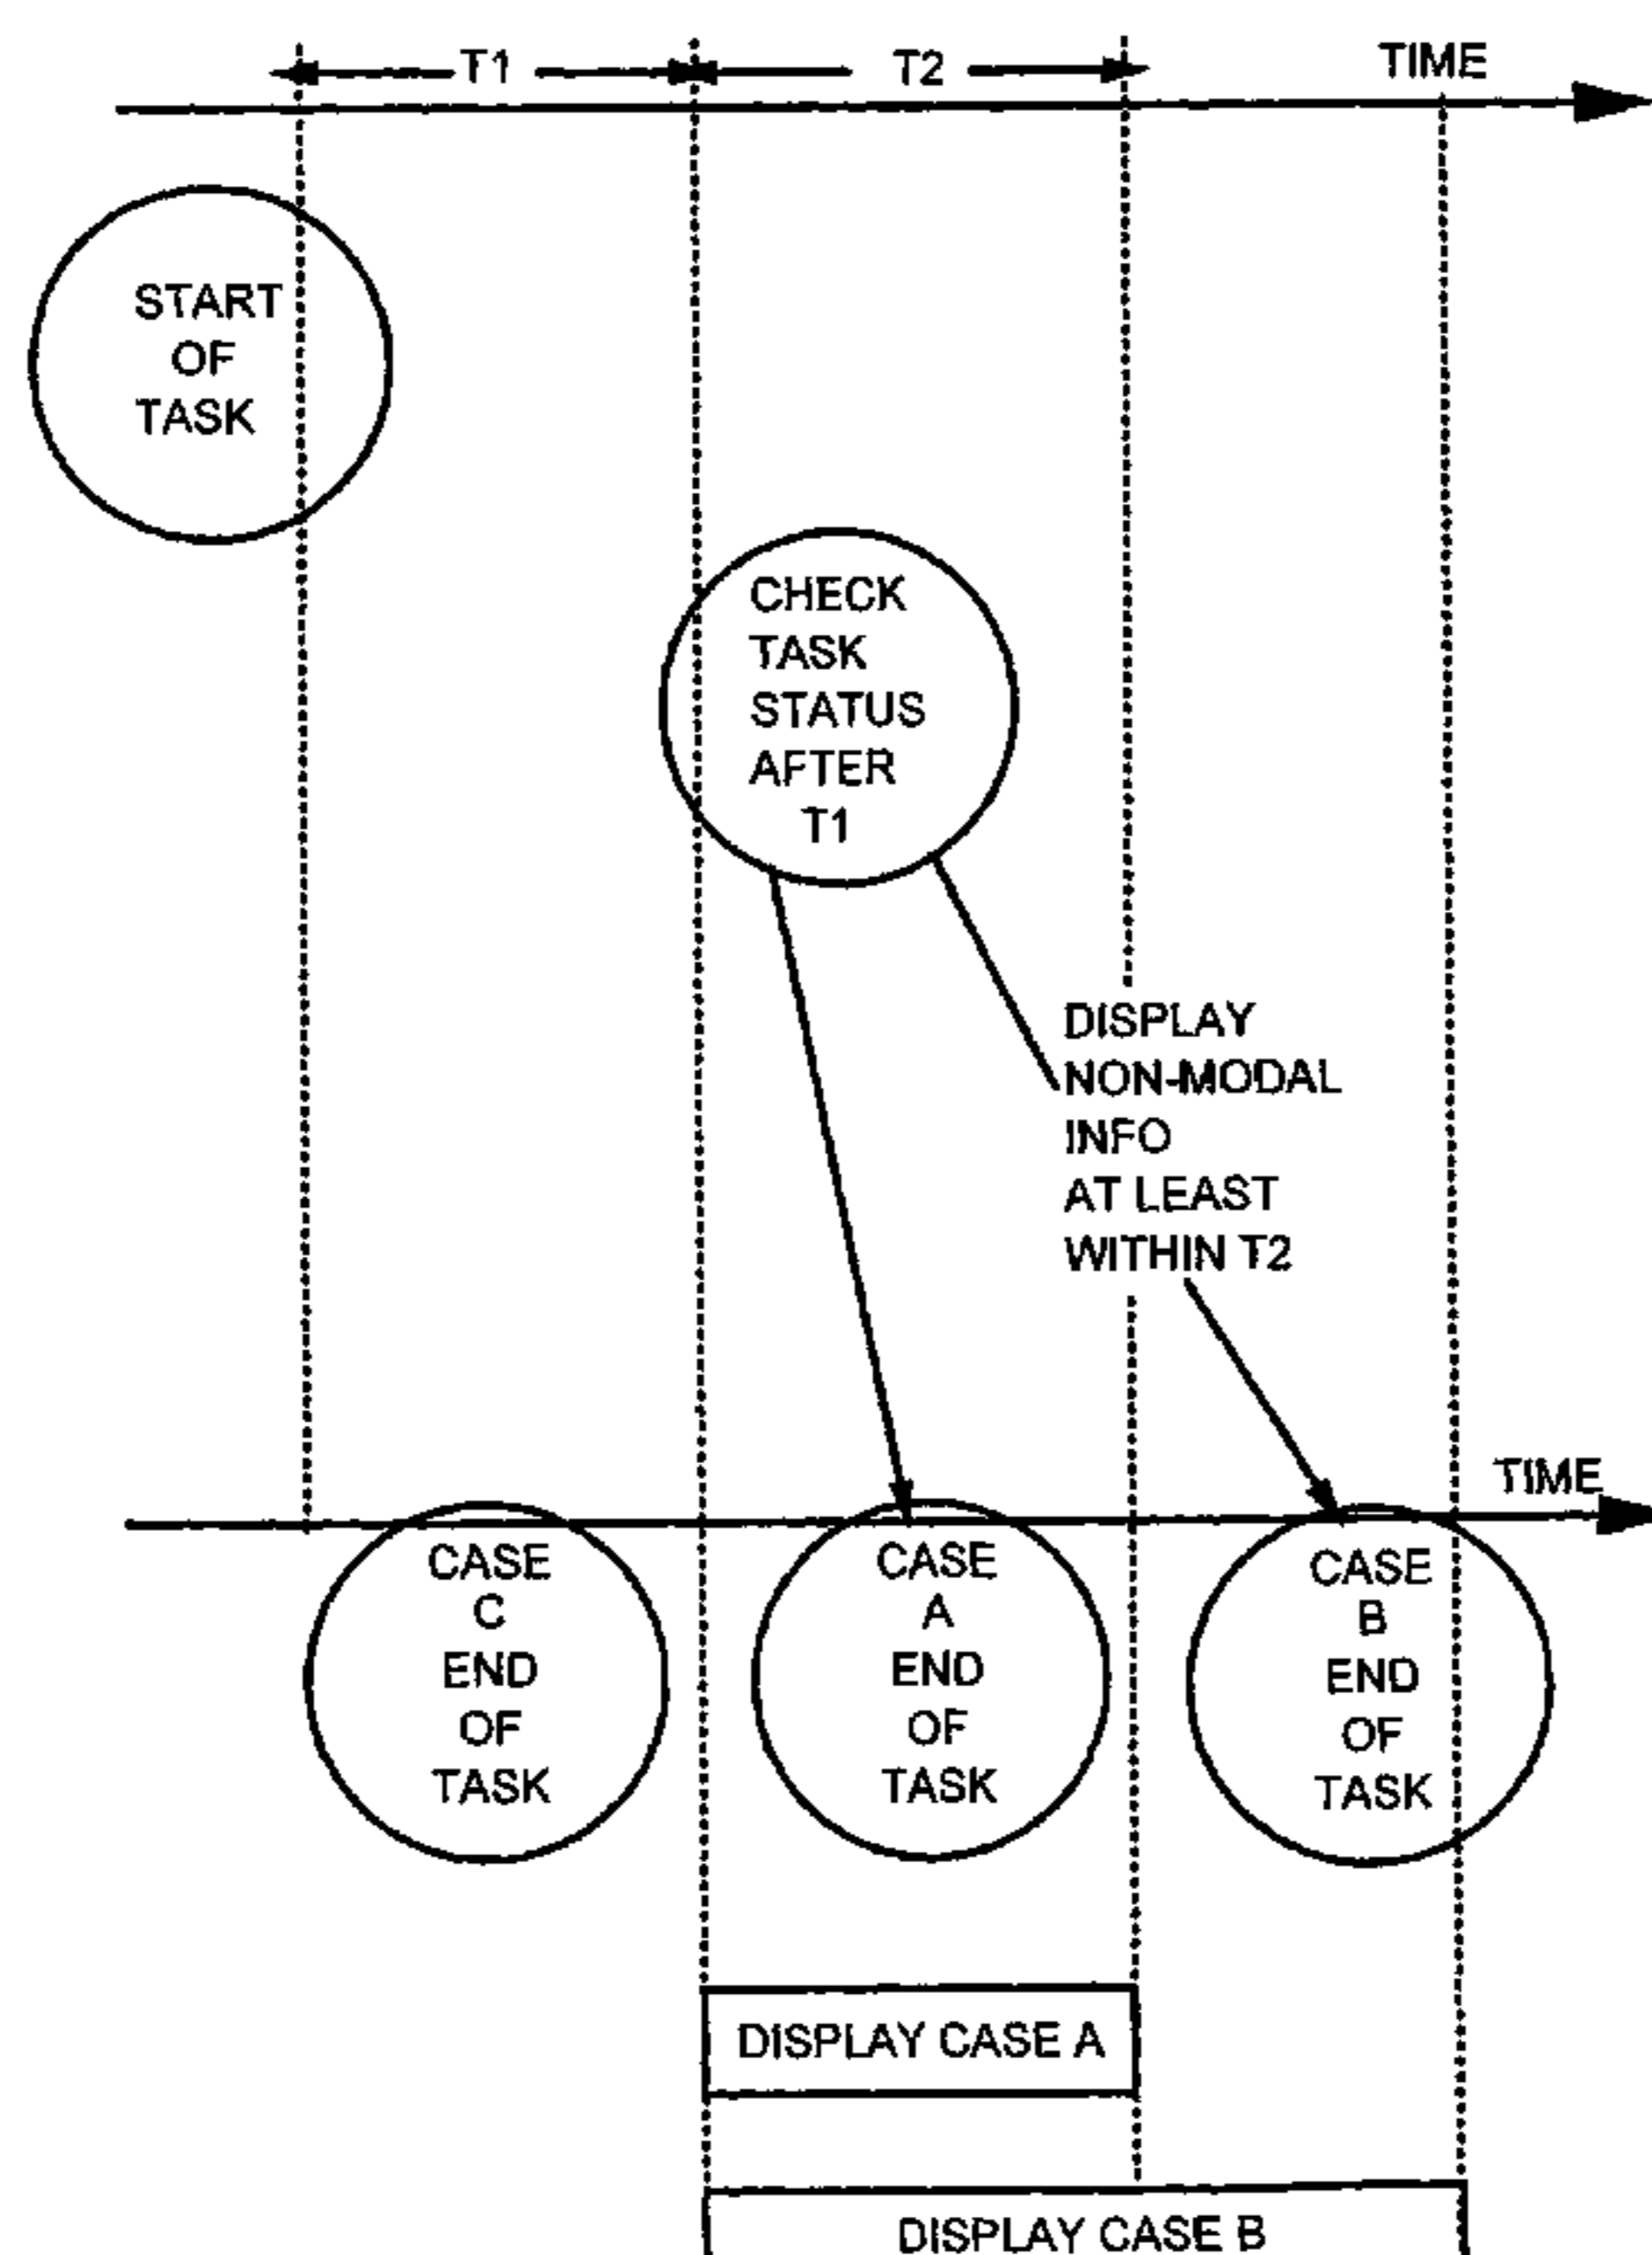 T1 T2 TIME
START
OF
TASK
CHECK
TASK
STATUS
AFTER
T1
DISPLAY
NON-MODAL
INFO
AT LEAST
WITHIN T2
TIME
CASE
C
END
OF
TASK
CASE
A
END
OF
TASK
CASE
B
END
OF
TASK
DISPLAY CASE A
DISPLAY CASE B